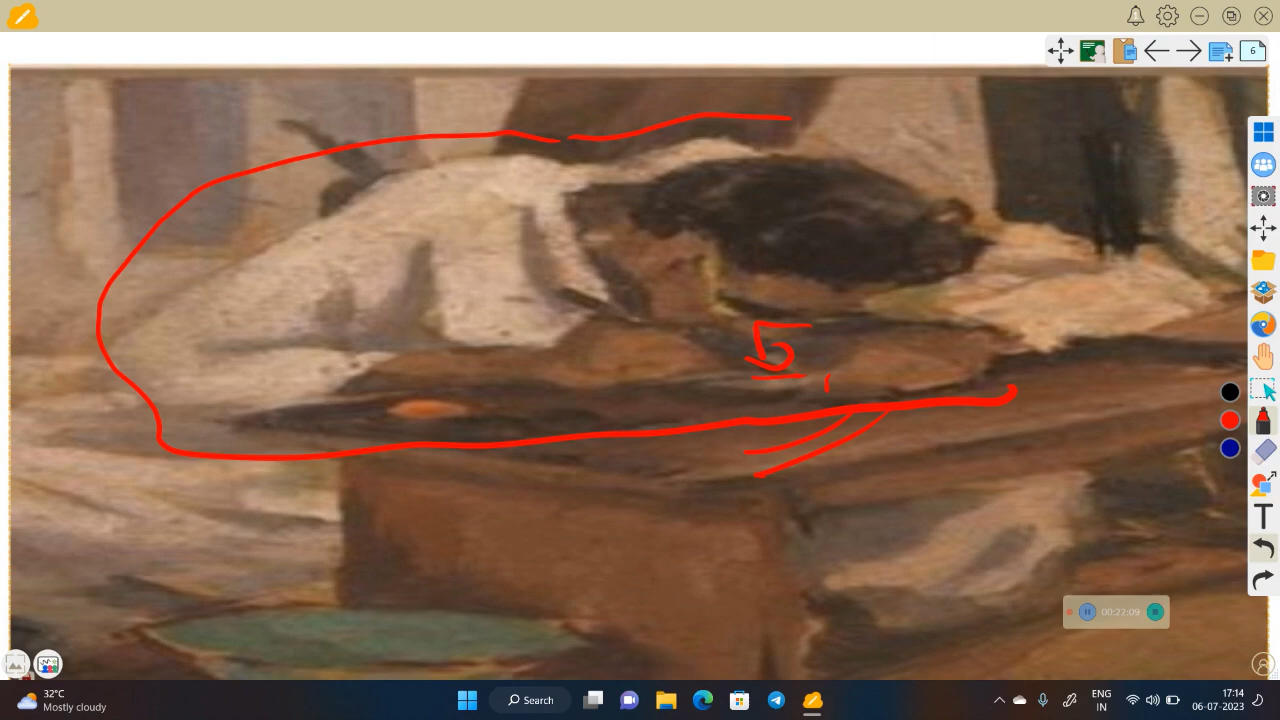 6
5
00:22:09
32°C
Mostly cloudy
Search
ENG
IN
17:14
06-07-2023